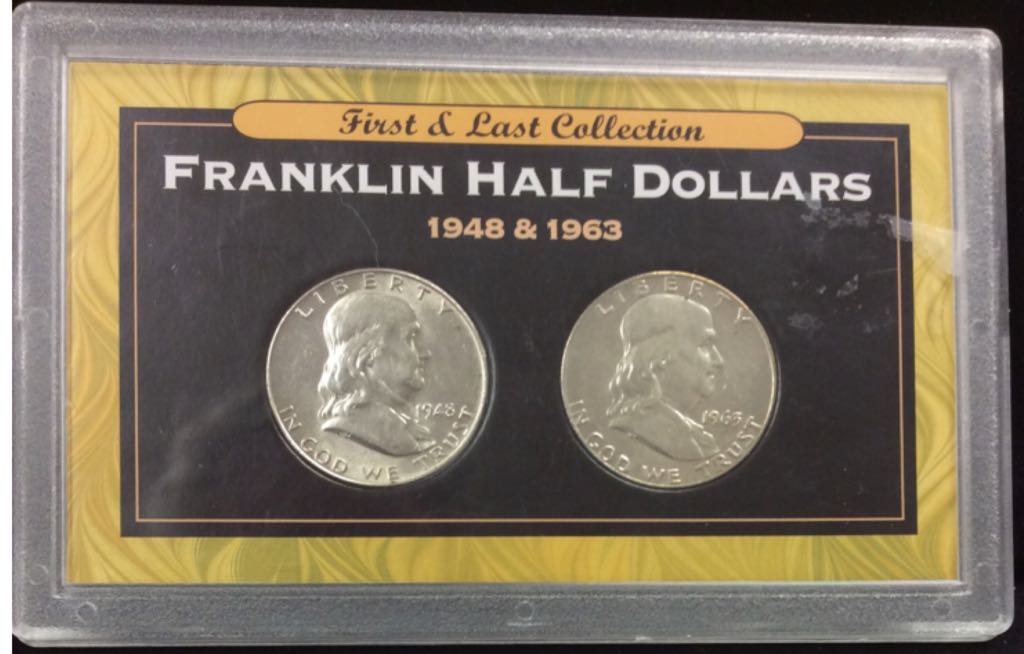 First & Last Collection
FRANKLIN HALF DOLLARS
1948 & 1963
LIBERTY
1948
IN GOD WE TRUST
LIBERTY
1963
IN GOD WE TRUST